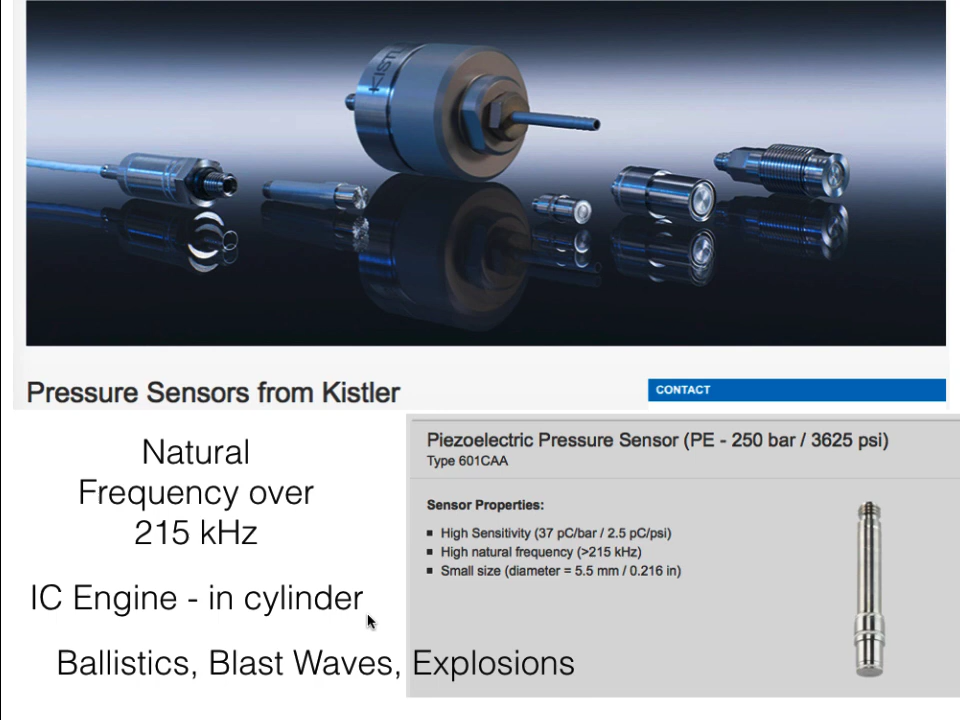 KISTLER
Pressure Sensors from Kistler
CONTACT
Natural
Frequency over
215 kHz
IC Engine - in cylinder
Ballistics, Blast Waves, Explosions
Piezoelectric Pressure Sensor (PE - 250 bar / 3625 psi)
Type 601CAA
Sensor Properties:
▪ High Sensitivity (37 pC/bar / 2.5 pC/psi)
▪ High natural frequency (>215 kHz)
▪ Small size (diameter = 5.5 mm / 0.216 in)